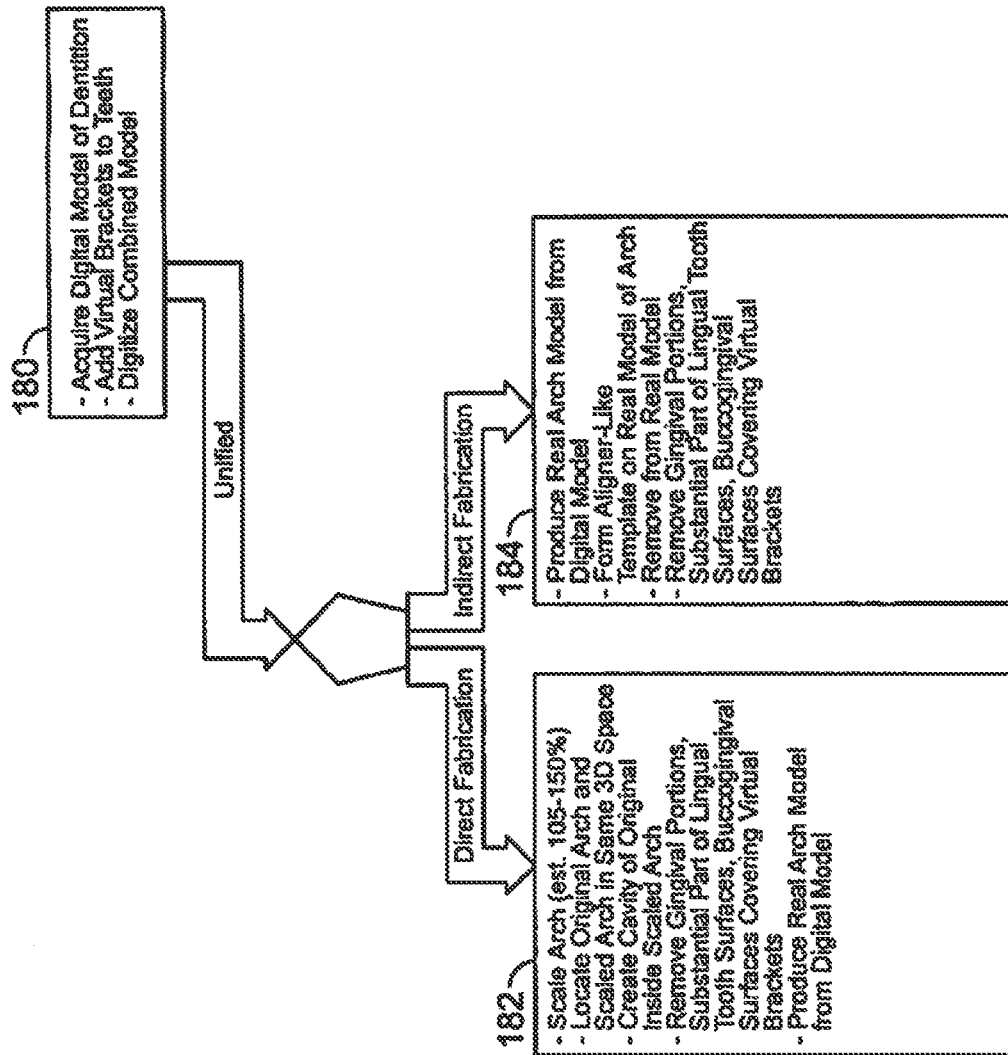 180
- Acquire Digital Model of Dentition
- Add Virtual Brackets to Teeth
- Digitize Combined Model
Unified
Direct Fabrication
Indirect Fabrication
182
- Scale Arch (est. 105-150%)
- Locate Original Arch and
Scaled Arch in Same 3D Space
- Create Cavity of Original
Inside Scaled Arch
- Remove Gingival Portions,
Substantial Part of Lingual
Tooth Surfaces, Buccogingival
Surfaces Covering Virtual
Brackets
- Produce Real Arch Model
from Digital Model
184
- Produce Real Arch Model from
Digital Model
- Form Aligner-Like
Template on Real Model of Arch
- Remove from Real Model
- Remove Gingival Portions,
Substantial Part of Lingual Tooth
Surfaces, Buccogingival
Surfaces Covering Virtual
Brackets